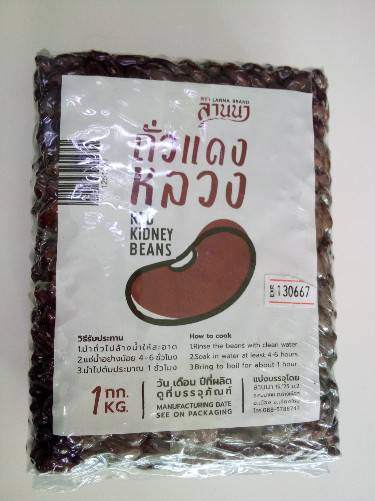 ตรา LANNA BRAND
ลานนา
ถั่วแดง
หลวง
RED
KIDNEY
BEANS
EXP. 130667
วิธีรับประทาน
1.นำถั่วไปล้างน้ำให้สะอาด
2.แช่น้ำอย่างน้อย 4-6 ชั่วโมง
3.นำไปต้มประมาณ 1 ชั่วโมง
How to cook
1.Rinse the beans with clean water
2.Soak in water at least 4-6 hours
3.Bring to boil for about 1 hour
1 กก.
KG.
วัน เดือน ปีที่ผลิต
ดูที่บรรจุภัณฑ์
MANUFACTURING DATE
SEE ON PACKAGING
แบ่งบรรจุโดย